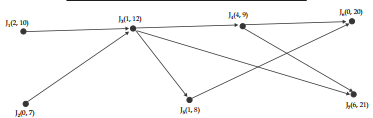 J₁(2, 10)
J₃(1, 12)
J₄(4, 9)
J₆(0, 20)
J₂(0, 7)
J₅(1, 8)
J₇(6, 21)